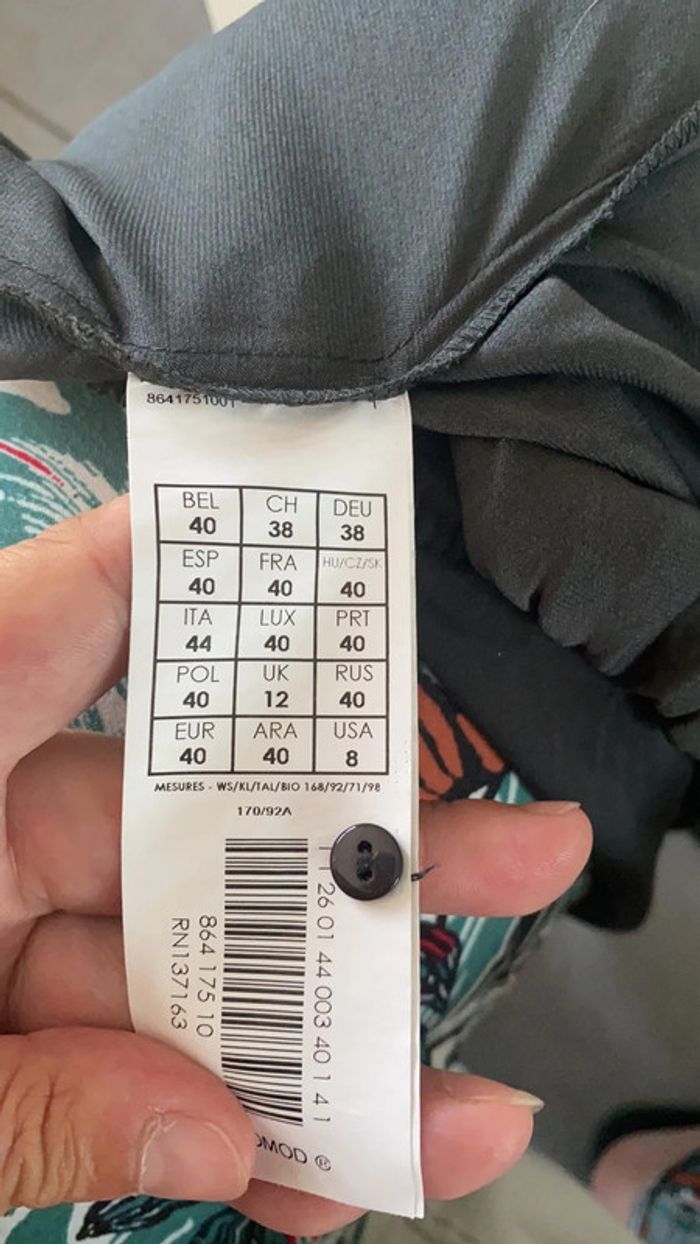 8641751001
BEL CH DEU
40 38 38
ESP FRA HU/CZ/SK
40 40 40
ITA LUX PRT
44 40 40
POL UK RUS
40 12 40
EUR ARA USA
40 40 8
MESURES - WS/KL/TAL/BIO 168/92/71/98
170/92A
26 01 44 003 40 1 4 1
864 175 10
RN137163
OMOD ®